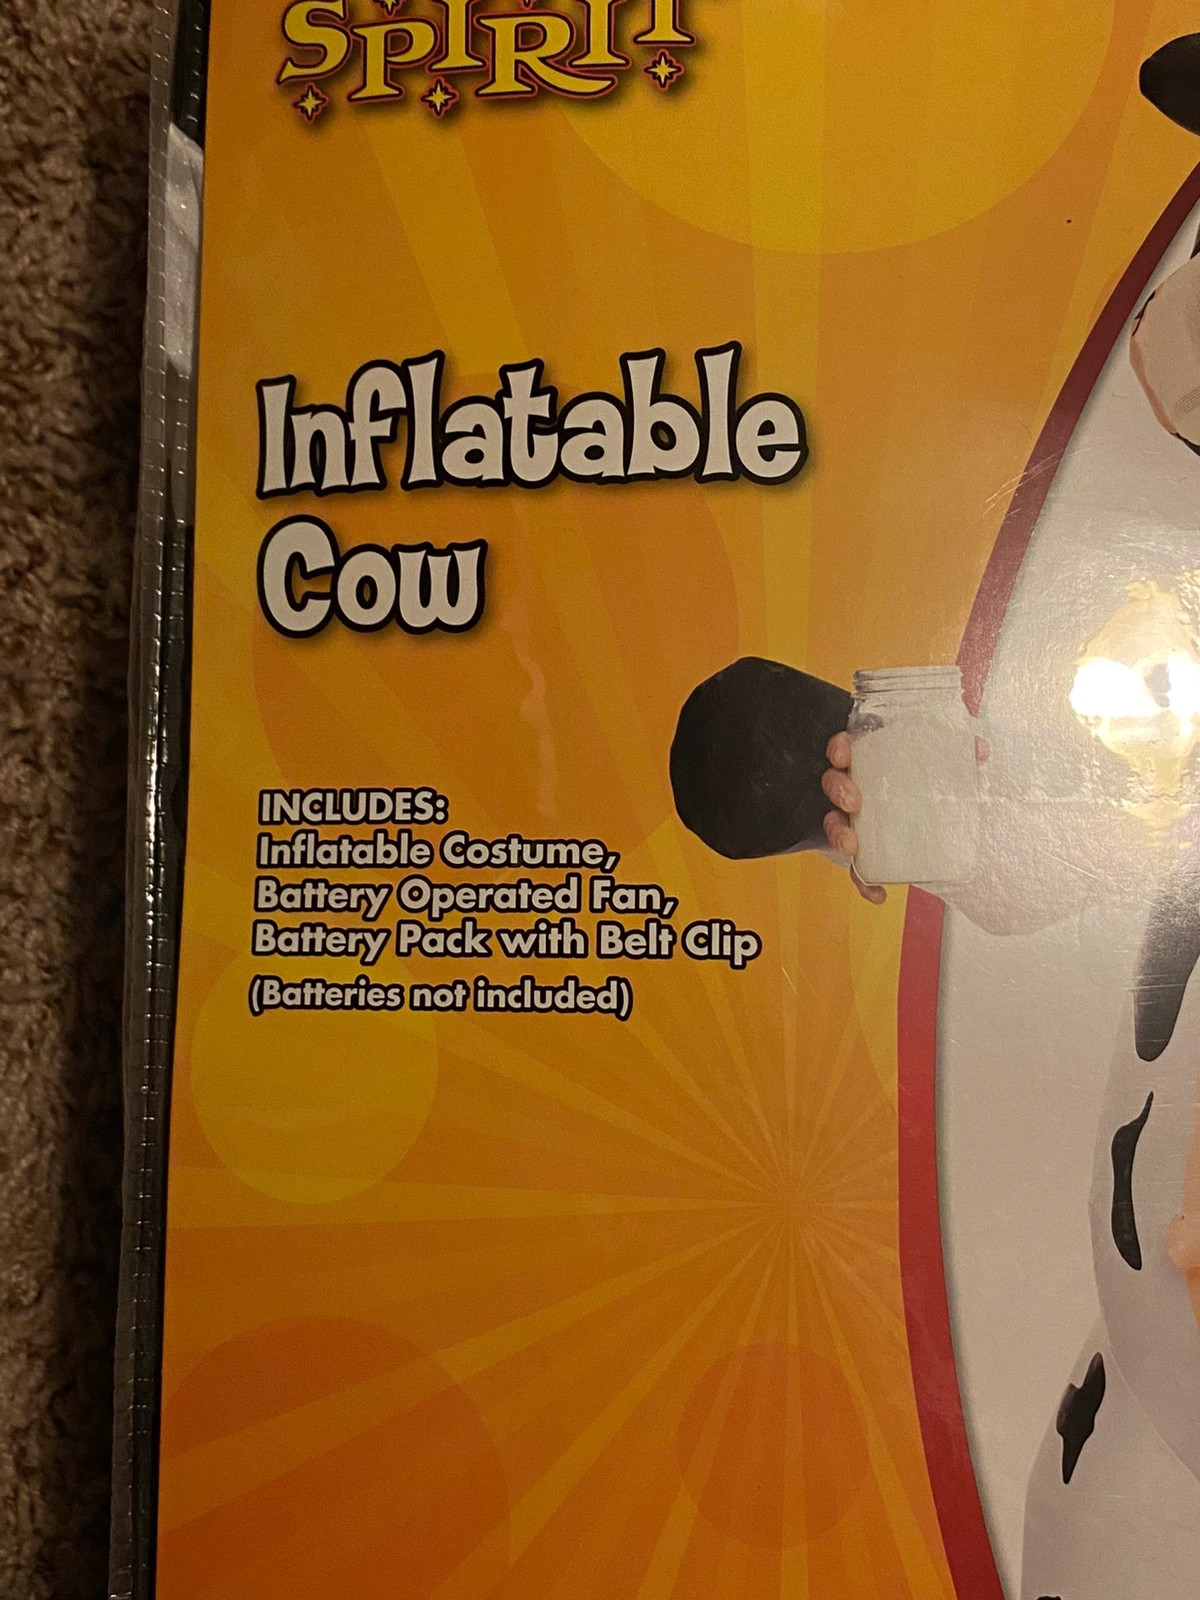 SPIRIT
Inflatable
Cow
INCLUDES:
Inflatable Costume,
Battery Operated Fan,
Battery Pack with Belt Clip
(Batteries not included)